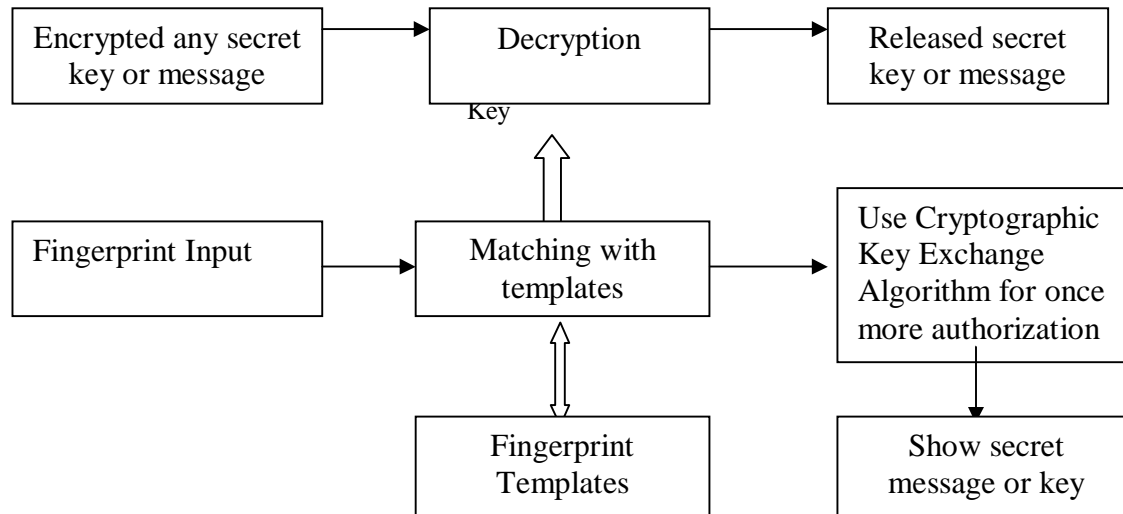 Encrypted any secret
key or message
Decryption
Released secret
key or message
Key
Fingerprint Input
Matching with
templates
Use Cryptographic
Key Exchange
Algorithm for once
more authorization
Fingerprint
Templates
Show secret
message or key